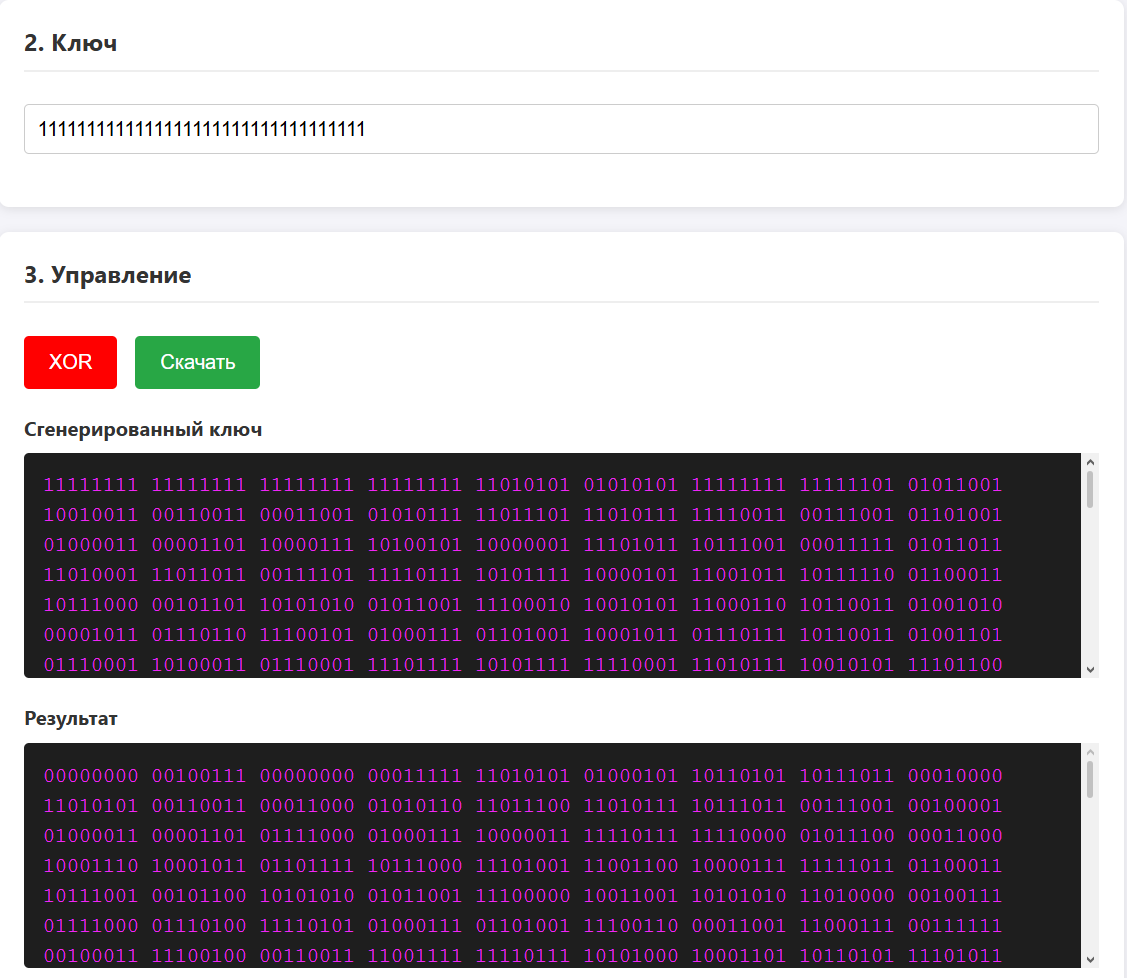 2. Ключ
1111111111111111111111111111111111
3. Управление
XOR Скачать
Сгенерированный ключ
11111111 11111111 11111111 11111111 11010101 01010101 11111111 11111101 01011001
10010011 00110011 00011001 01010111 11011101 11010111 11110011 00111001 01101001
01000011 00001101 10000111 10100101 10000001 11101011 10111001 00011111 01011011
11010001 11011011 00111101 11110111 10101111 10000101 11001011 10111110 01100011
10111000 00101101 10101010 01011001 11100010 10010101 11000110 10110011 01001010
00001011 01110110 11100101 01000111 01101001 10001011 01110111 10110011 01001101
01110001 10100011 01110001 11101111 10101111 11110001 11010111 10010101 11101100
Результат
00000000 00100111 00000000 00011111 11010101 01000101 10110101 10111011 00010000
11010101 00110011 00011000 01010110 11011100 11010111 10111011 00111001 00100001
01000011 00001101 01111000 01000111 10000011 11110111 11110000 01011100 00011000
10001110 10001011 01101111 10111000 11101001 11001100 10000111 11111011 01100011
10111001 00101100 10101010 01011001 11100000 10011001 10101010 11010000 00100111
01111000 01110100 11110101 01000111 01101001 11100110 00011001 11000111 00111111
00100011 11100100 00110011 11001111 11110111 10101000 10001101 10110101 11101011